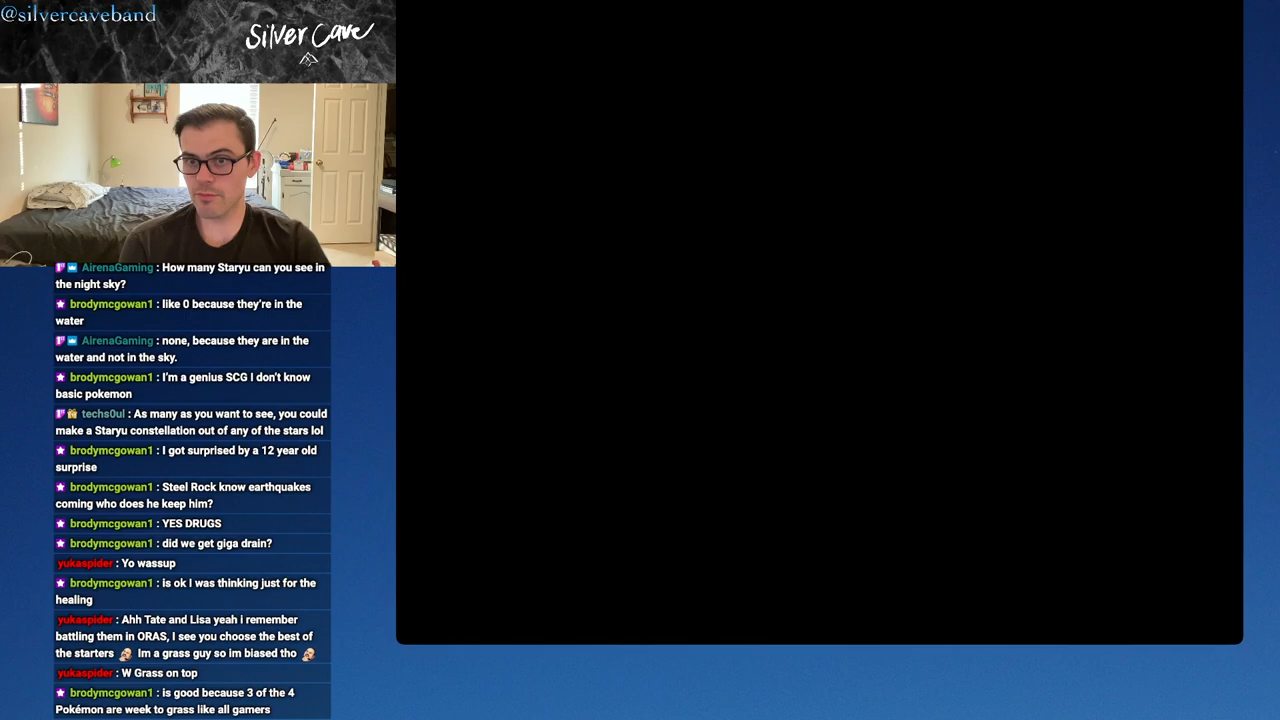 @silvercaveband
Silver Cave
AirenaGaming : How many Staryu can you see in
the night sky?
brodymcgowan1 : like 0 because they're in the
water
AirenaGaming : none, because they are in the
water and not in the sky.
brodymcgowan1 : I'm a genius SCG I don't know
basic pokemon
techs0ul : As many as you want to see, you could
make a Staryu constellation out of any of the stars lol
brodymcgowan1 : I got surprised by a 12 year old
surprise
brodymcgowan1 : Steel Rock know earthquakes
coming who does he keep him?
brodymcgowan1 : YES DRUGS
brodymcgowan1 : did we get giga drain?
yukaspider : Yo wassup
brodymcgowan1 : is ok I was thinking just for the
healing
yukaspider : Ahh Tate and Lisa yeah i remember
battling them in ORAS, I see you choose the best of
the starters Im a grass guy so im biased tho
yukaspider : W Grass on top
brodymcgowan1 : is good because 3 of the 4
Pokémon are week to grass like all gamers